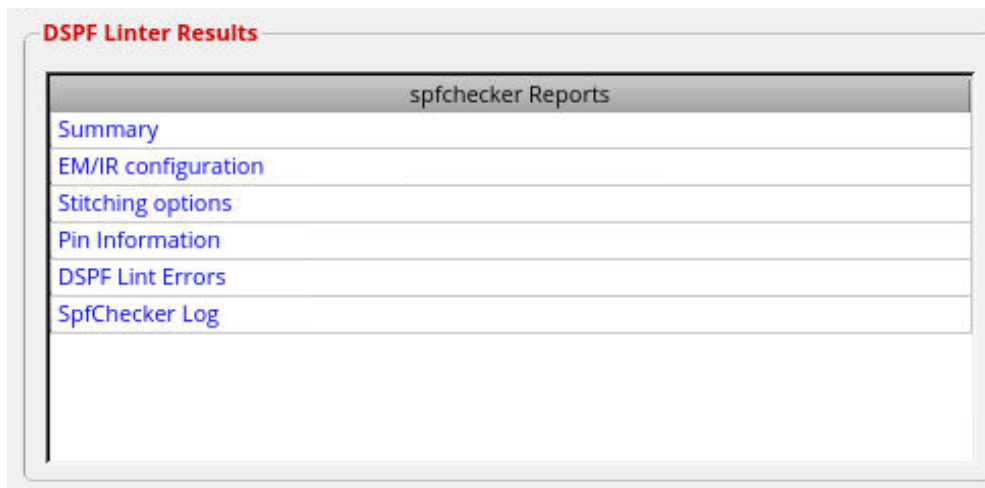 DSPF Linter Results
spfchecker Reports
Summary
EM/IR configuration
Stitching options
Pin Information
DSPF Lint Errors
SpfChecker Log